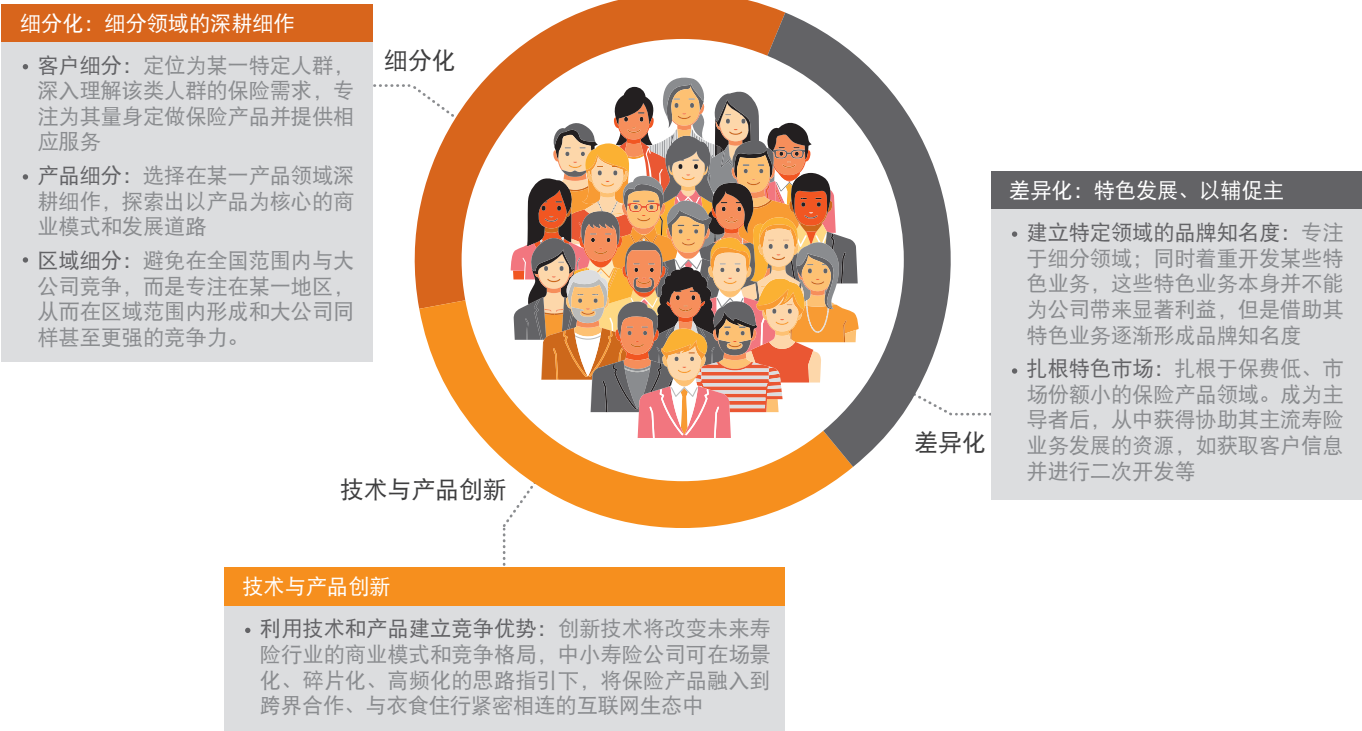 细分化：细分领域的深耕细作
• 客户细分：定位为某一特定人群，
深入理解该类人群的保险需求，专
注为其量身定做保险产品并提供相
应服务
• 产品细分：选择在某一产品领域深
耕细作，探索出以产品为核心的商
业模式和发展道路
• 区域细分：避免在全国范围内与大
公司竞争，而是专注在某一地区，
从而在区域范围内形成和大公司同
样甚至更强的竞争力。
细分化
差异化：特色发展、以辅促主
• 建立特定领域的品牌知名度：专注
于细分领域；同时着重开发某些特
色业务，这些特色业务本身并不能
为公司带来显著利益，但是借助其
特色业务逐渐形成品牌知名度
• 扎根特色市场：扎根于保费低、市
场份额小的保险产品领域。成为主
导者后，从中获得协助其主流寿险
业务发展的资源，如获取客户信息
并进行二次开发等
差异化
技术与产品创新
技术与产品创新
• 利用技术和产品建立竞争优势：创新技术将改变未来寿
险行业的商业模式和竞争格局，中小寿险公司可在场景
化、碎片化、高频化的思路指引下，将保险产品融入到
跨界合作、与衣食住行紧密相连的互联网生态中